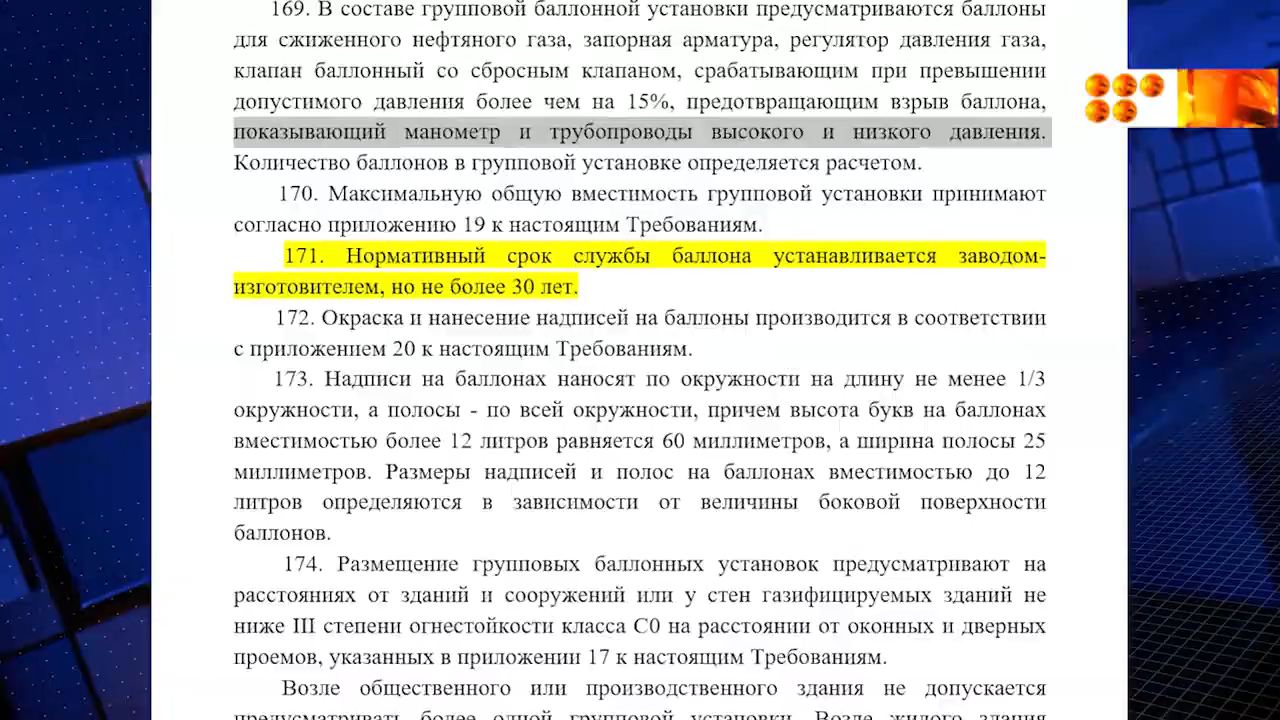 169. В составе групповой баллонной установки предусматриваются баллоны
для сжиженного нефтяного газа, запорная арматура, регулятор давления газа,
клапан баллонный со сбросным клапаном, срабатывающим при превышении
допустимого давления более чем на 15%, предотвращающим взрыв баллона,
показывающий манометр и трубопроводы высокого и низкого давления.
Количество баллонов в групповой установке определяется расчетом.
170. Максимальную общую вместимость групповой установки принимают
согласно приложению 19 к настоящим Требованиям.
171. Нормативный срок службы баллона устанавливается заводом-
изготовителем, но не более 30 лет.
172. Окраска и нанесение надписей на баллоны производится в соответствии
с приложением 20 к настоящим Требованиям.
173. Надписи на баллонах наносят по окружности на длину не менее 1/3
окружности, а полосы - по всей окружности, причем высота букв на баллонах
вместимостью более 12 литров равняется 60 миллиметров, а ширина полосы 25
миллиметров. Размеры надписей и полос на баллонах вместимостью до 12
литров определяются в зависимости от величины боковой поверхности
баллонов.
174. Размещение групповых баллонных установок предусматривают на
расстояниях от зданий и сооружений или у стен газифицируемых зданий не
ниже III степени огнестойкости класса С0 на расстоянии от оконных и дверных
проемов, указанных в приложении 17 к настоящим Требованиям.
Возле общественного или производственного здания не допускается
предусматривать более одной групповой установки. Возле жилого здания